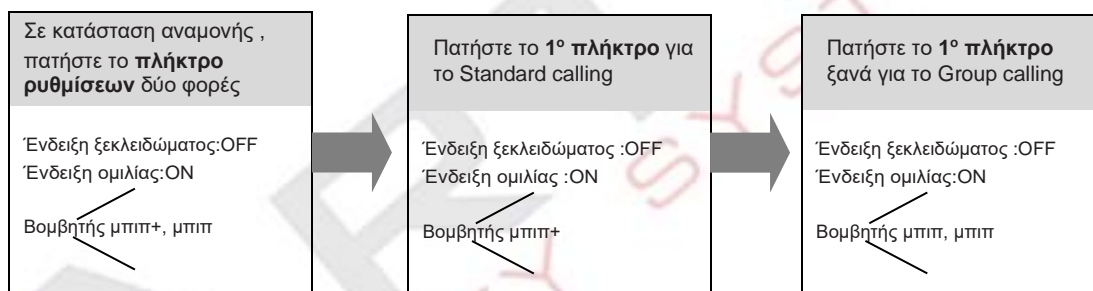 Σε κατάσταση αναμονής ,
πατήστε το πλήκτρο
ρυθμίσεων δύο φορές
Ένδειξη ξεκλειδώματος:OFF
Ένδειξη ομιλίας:ON
Βομβητής μπιπ+, μπιπ
Πατήστε το 1º πλήκτρο για
το Standard calling
Ένδειξη ξεκλειδώματος :OFF
Ένδειξη ομιλίας :ON
Βομβητής μπιπ+
Πατήστε το 1º πλήκτρο
ξανά για το Group calling
Ένδειξη ξεκλειδώματος :OFF
Ένδειξη ομιλίας:ON
Βομβητής μπιπ, μπιπ